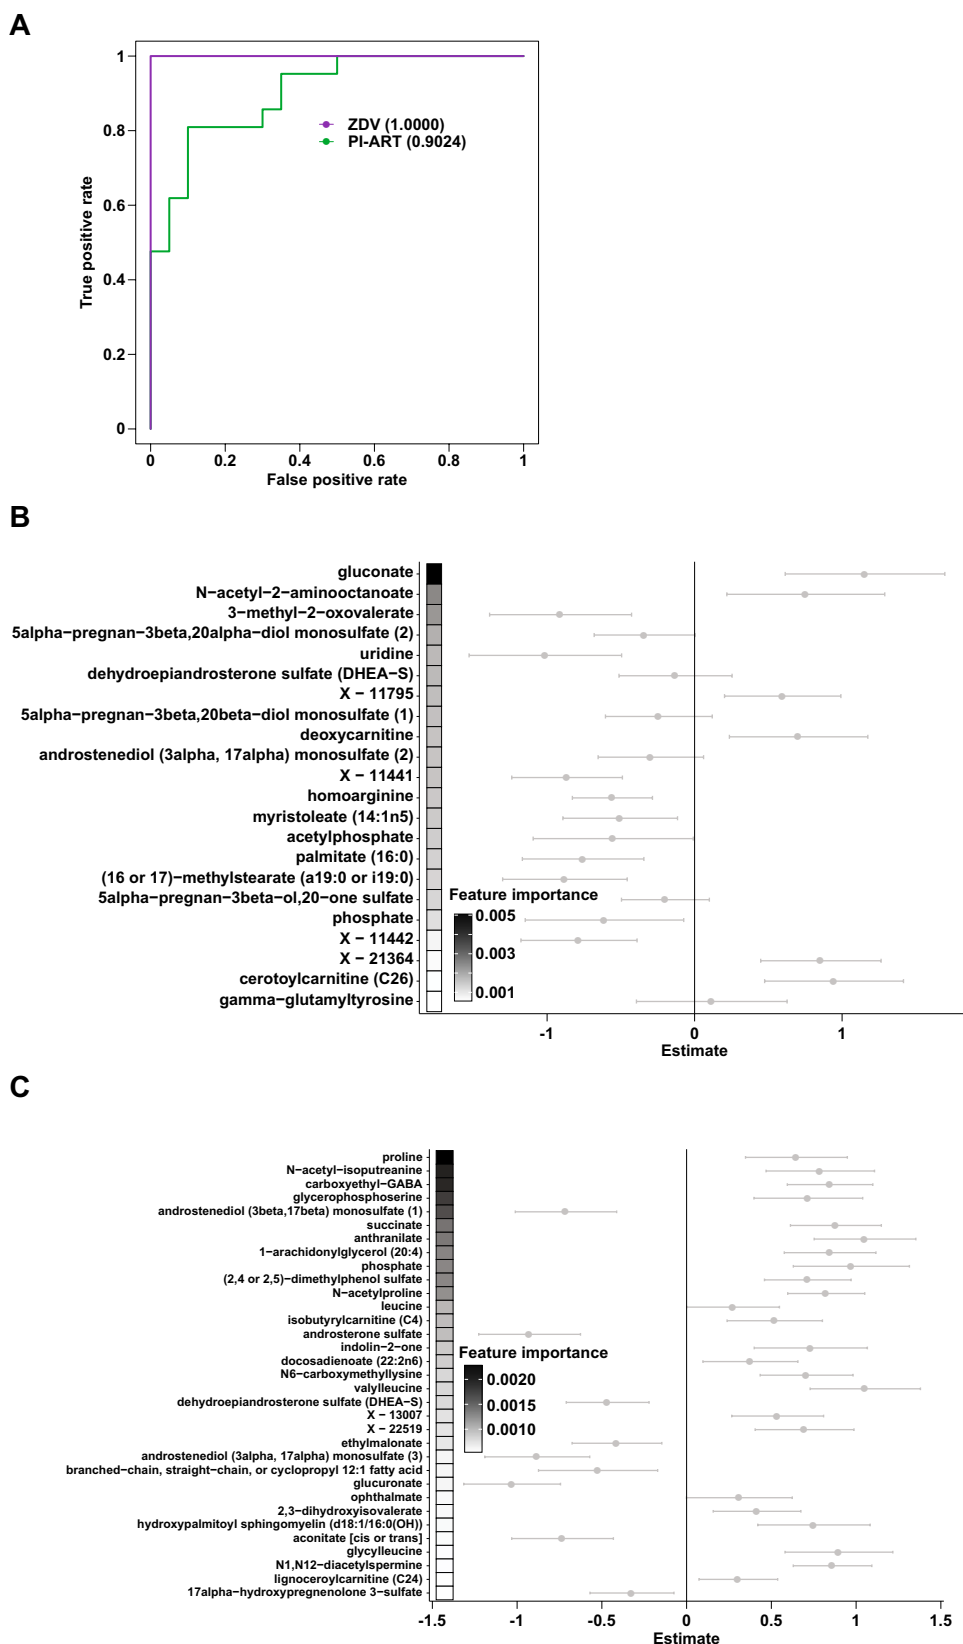 A
1
0.8
0.6
0.4
0.2
0
True positive rate
ZDV (1.0000)
PI-ART (0.9024)
0 0.2 0.4 0.6 0.8 1
False positive rate
B
gluconate
N−acetyl−2−aminooctanoate
3−methyl−2−oxovalerate
5alpha−pregnan−3beta,20alpha−diol monosulfate (2)
uridine
dehydroepiandrosterone sulfate (DHEA−S)
X − 11795
5alpha−pregnan−3beta,20beta−diol monosulfate (1)
deoxycarnitine
androstenediol (3alpha, 17alpha) monosulfate (2)
X − 11441
homoarginine
myristoleate (14:1n5)
acetylphosphate
palmitate (16:0)
(16 or 17)−methylstearate (a19:0 or i19:0)
5alpha−pregnan−3beta−ol,20−one sulfate
phosphate
X − 11442
X − 21364
cerotoylcarnitine (C26)
gamma−glutamyltyrosine
Feature importance
0.005
0.003
0.001
-1 0 1
Estimate
C
proline
N−acetyl−isoputreanine
carboxyethyl−GABA
glycerophosphoserine
androstenediol (3beta,17beta) monosulfate (1)
succinate
anthranilate
1−arachidonylglycerol (20:4)
phosphate
(2,4 or 2,5)−dimethylphenol sulfate
N−acetylproline
leucine
isobutyrylcarnitine (C4)
androsterone sulfate
indolin−2−one
docosadienoate (22:2n6)
N6−carboxymethyllysine
valylleucine
dehydroepiandrosterone sulfate (DHEA−S)
X − 13007
X − 22519
ethylmalonate
androstenediol (3alpha, 17alpha) monosulfate (3)
branched−chain, straight−chain, or cyclopropyl 12:1 fatty acid
glucuronate
ophthalmate
2,3−dihydroxyisovalerate
hydroxypalmitoyl sphingomyelin (d18:1/16:0(OH))
aconitate [cis or trans]
glycylleucine
N1,N12−diacetylspermine
lignoceroylcarnitine (C24)
17alpha−hydroxypregnenolone 3−sulfate
Feature importance
0.0020
0.0015
0.0010
-1.5 -1 -0.5 0 0.5 1 1.5
Estimate